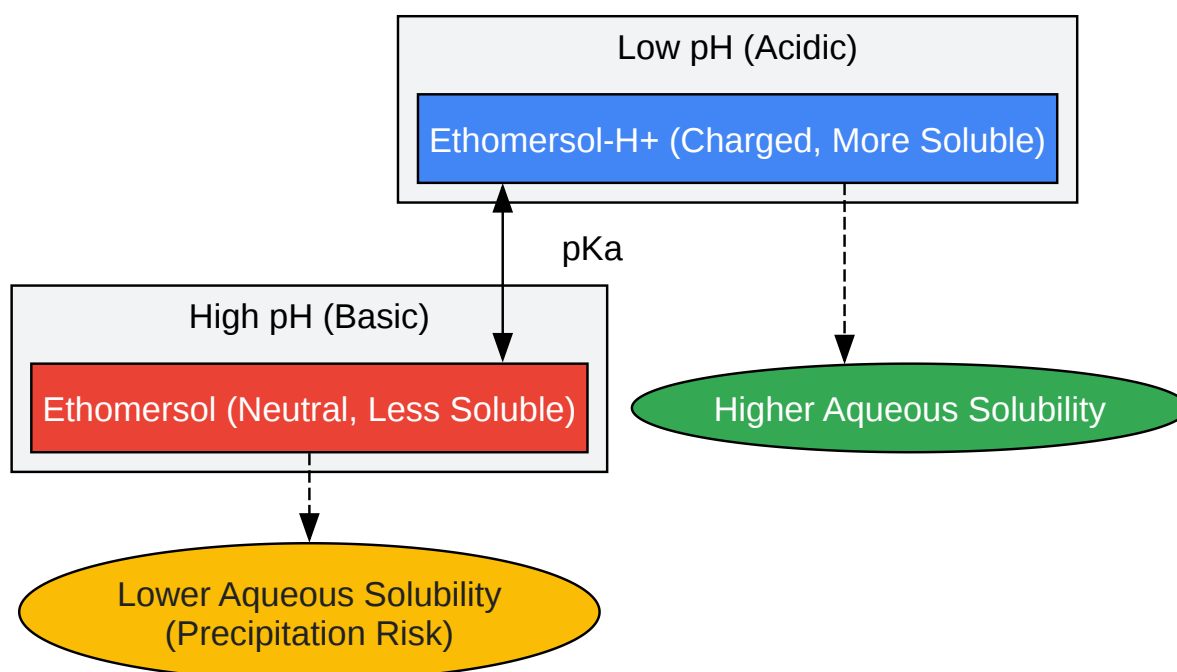 Low pH (Acidic)
Ethomersol-H+ (Charged, More Soluble)
pKa
High pH (Basic)
Ethomersol (Neutral, Less Soluble)
Higher Aqueous Solubility
Lower Aqueous Solubility
(Precipitation Risk)